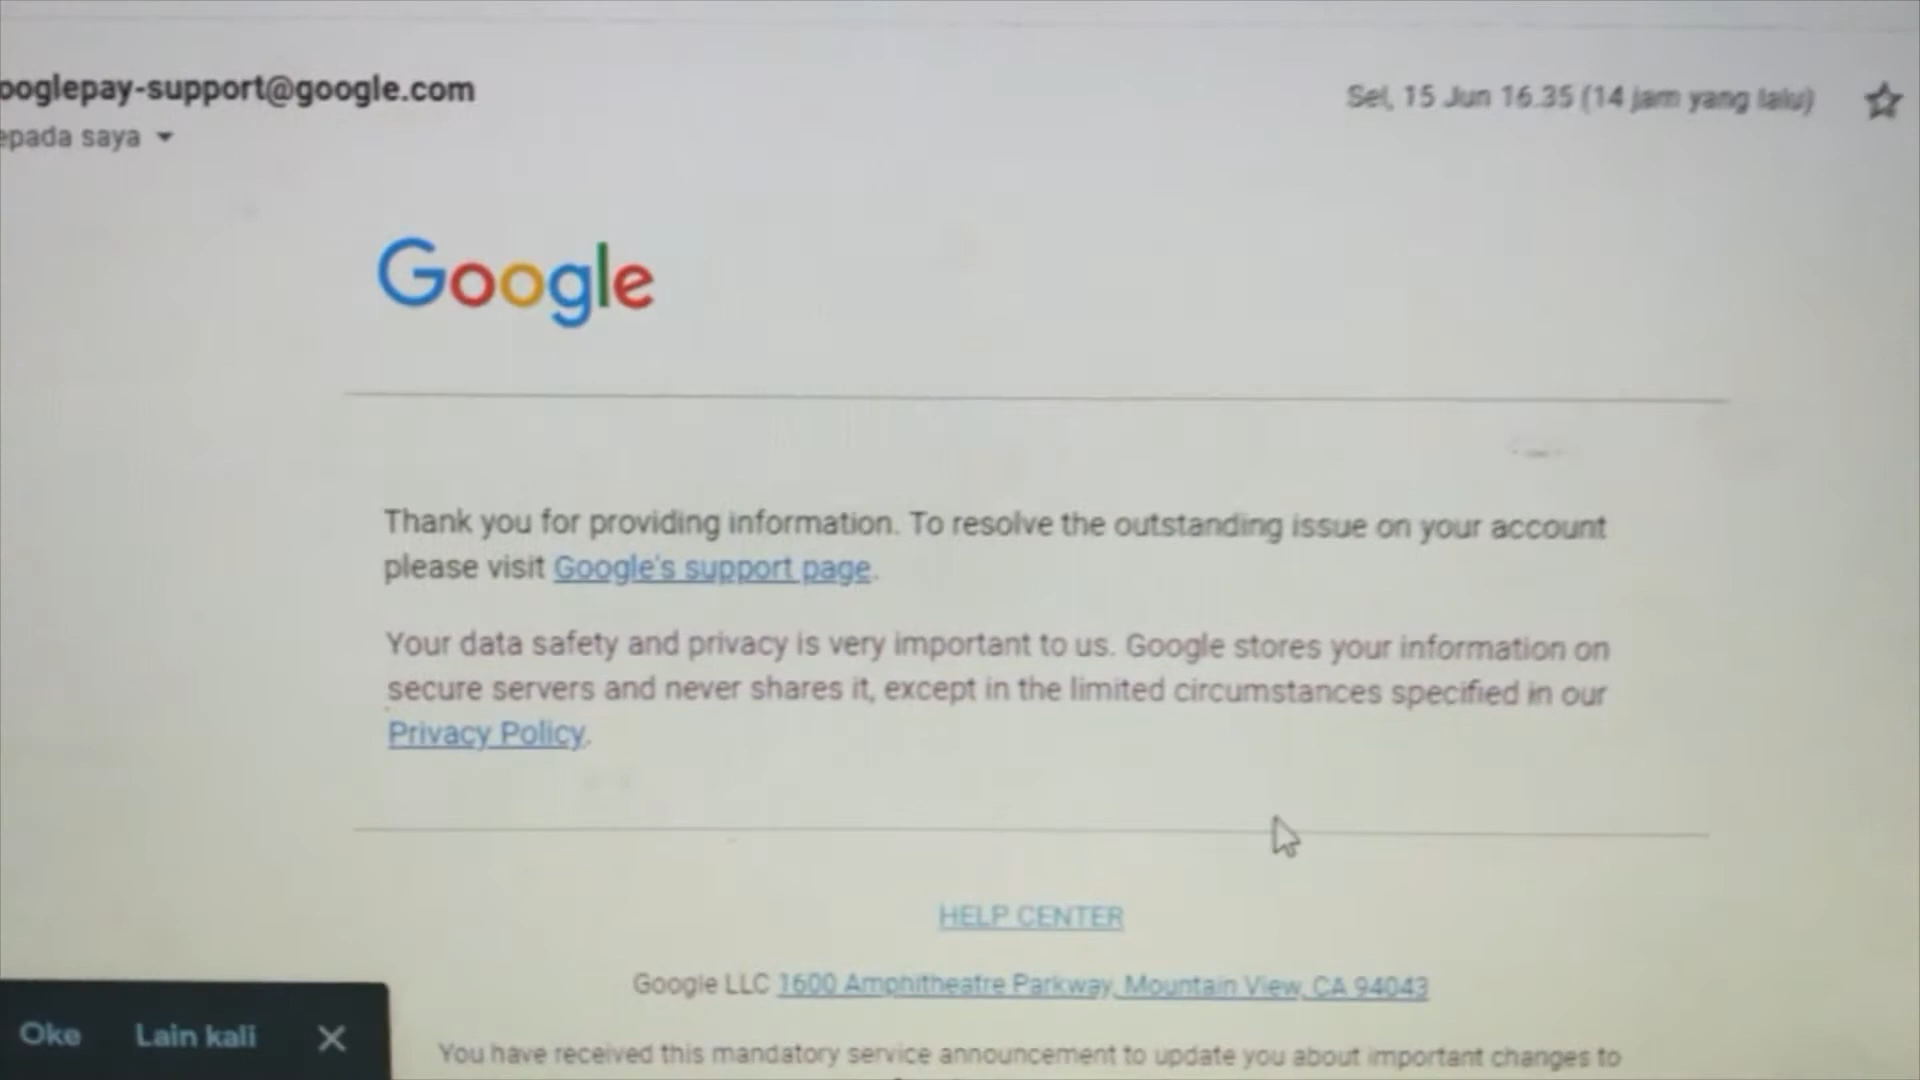 ooglepay-support@google.com
Sel, 15 Jun 16.35 (14 jam yang lalu)
epada saya
Google
Thank you for providing information. To resolve the outstanding issue on your account
please visit Google's support page.
Your data safety and privacy is very important to us. Google stores your information on
secure servers and never shares it, except in the limited circumstances specified in our
Privacy Policy.
HELP CENTER
Google LLC 1600 Amphitheatre Parkway, Mountain View, CA 94043
Oke Lain kali
You have received this mandatory service announcement to update you about important changes to